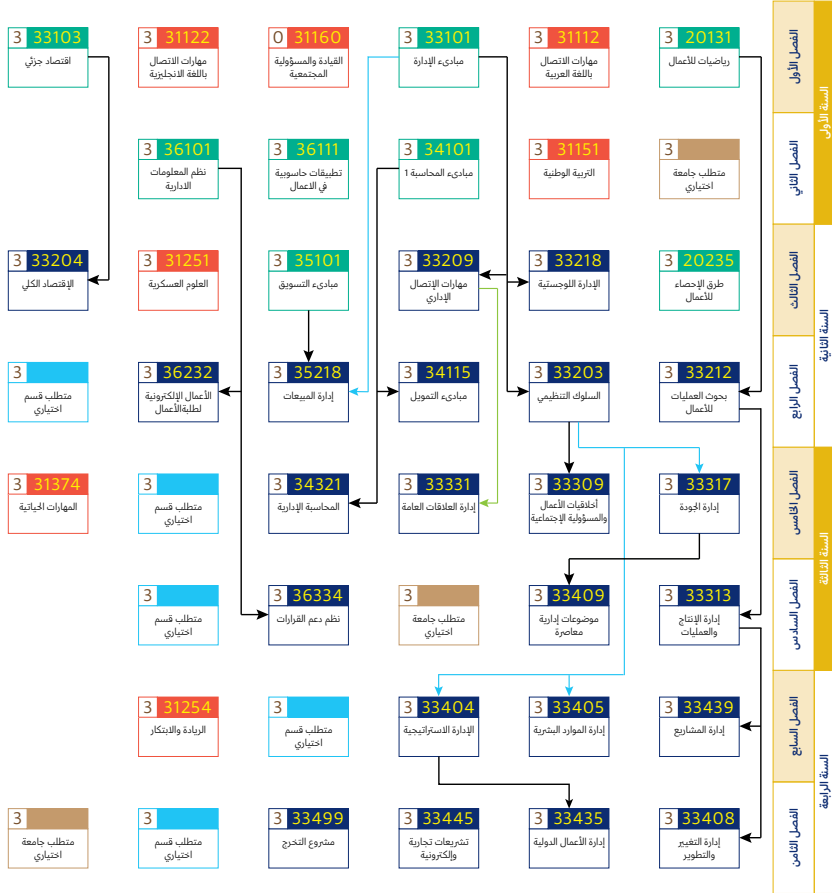 السنة الأولى
الفصل الأول
20131 3
رياضيات للأعمال
31112 3
مهارات الاتصال
باللغة العربية
33101 3
مبادىء الإدارة
31160 0
القيادة والمسؤولية
المجتمعية
31122 3
مهارات الاتصال
باللغة الانجليزية
33103 3
اقتصاد جزئي
الفصل الثاني
3
متطلب جامعة
اختياري
31151 3
التربية الوطنية
34101 3
مبادىء المحاسبة 1
36111 3
تطبيقات حاسوبية
في الاعمال
36101 3
نظم المعلومات
الادارية
السنة الثانية
الفصل الثالث
20235 3
طرق الإحصاء
للأعمال
33218 3
الإدارة اللوجستية
33209 3
مهارات الإتصال
الإداري
35101 3
مبادىء التسويق
31251 3
العلوم العسكرية
33204 3
الإقتصاد الكلي
الفصل الرابع
33212 3
بحوث العمليات
للأعمال
33203 3
السلوك التنظيمي
34115 3
مبادىء التمويل
35218 3
إدارة المبيعات
36232 3
الأعمال الإلكترونية
لطلبةالأعمال
3
متطلب قسم
اختياري
السنة الثالثة
الفصل الخامس
33317 3
إدارة الجودة
33309 3
أخلاقيات الأعمال
والمسؤولية الإجتماعية
33331 3
إدارة العلاقات العامة
34321 3
المحاسبة الإدارية
3
متطلب قسم
اختياري
31374 3
المهارات الحياتية
الفصل السادس
33313 3
إدارة الإنتاج
والعمليات
33409 3
موضوعات إدارية
معاصرة
3
متطلب جامعة
اختياري
36334 3
نظم دعم القرارات
3
متطلب قسم
اختياري
السنة الرابعة
الفصل السابع
33439 3
إدارة المشاريع
33405 3
إدارة الموارد البشرية
33404 3
الإدارة الاستراتيجية
3
متطلب قسم
اختياري
31254 3
الريادة والابتكار
الفصل الثامن
33408 3
إدارة التغيير
والتطوير
33435 3
إدارة الأعمال الدولية
33445 3
تشريعات تجارية
وإلكترونية
33499 3
مشروع التخرج
3
متطلب قسم
اختياري
3
متطلب جامعة
اختياري